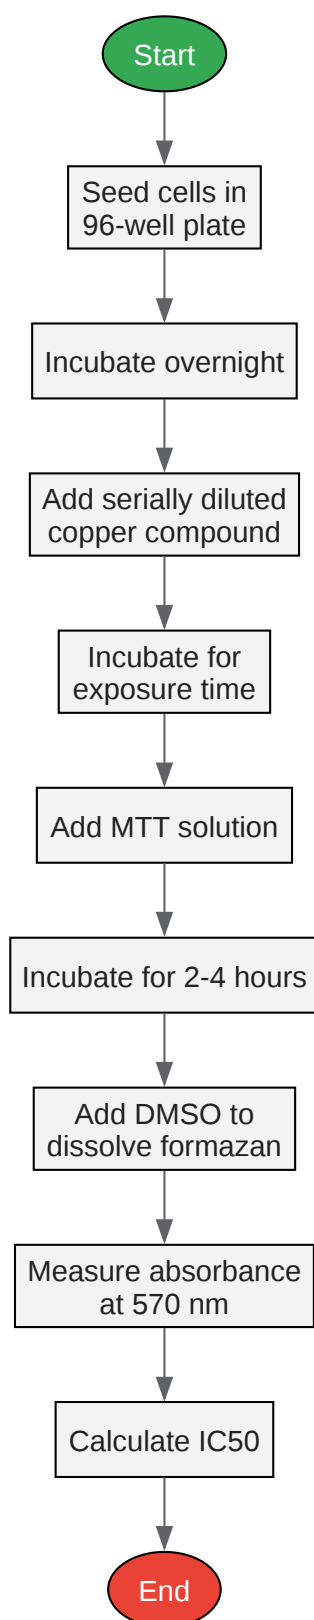 Start
Seed cells in
96-well plate
Incubate overnight
Add serially diluted
copper compound
Incubate for
exposure time
Add MTT solution
Incubate for 2-4 hours
Add DMSO to
dissolve formazan
Measure absorbance
at 570 nm
Calculate IC50
End